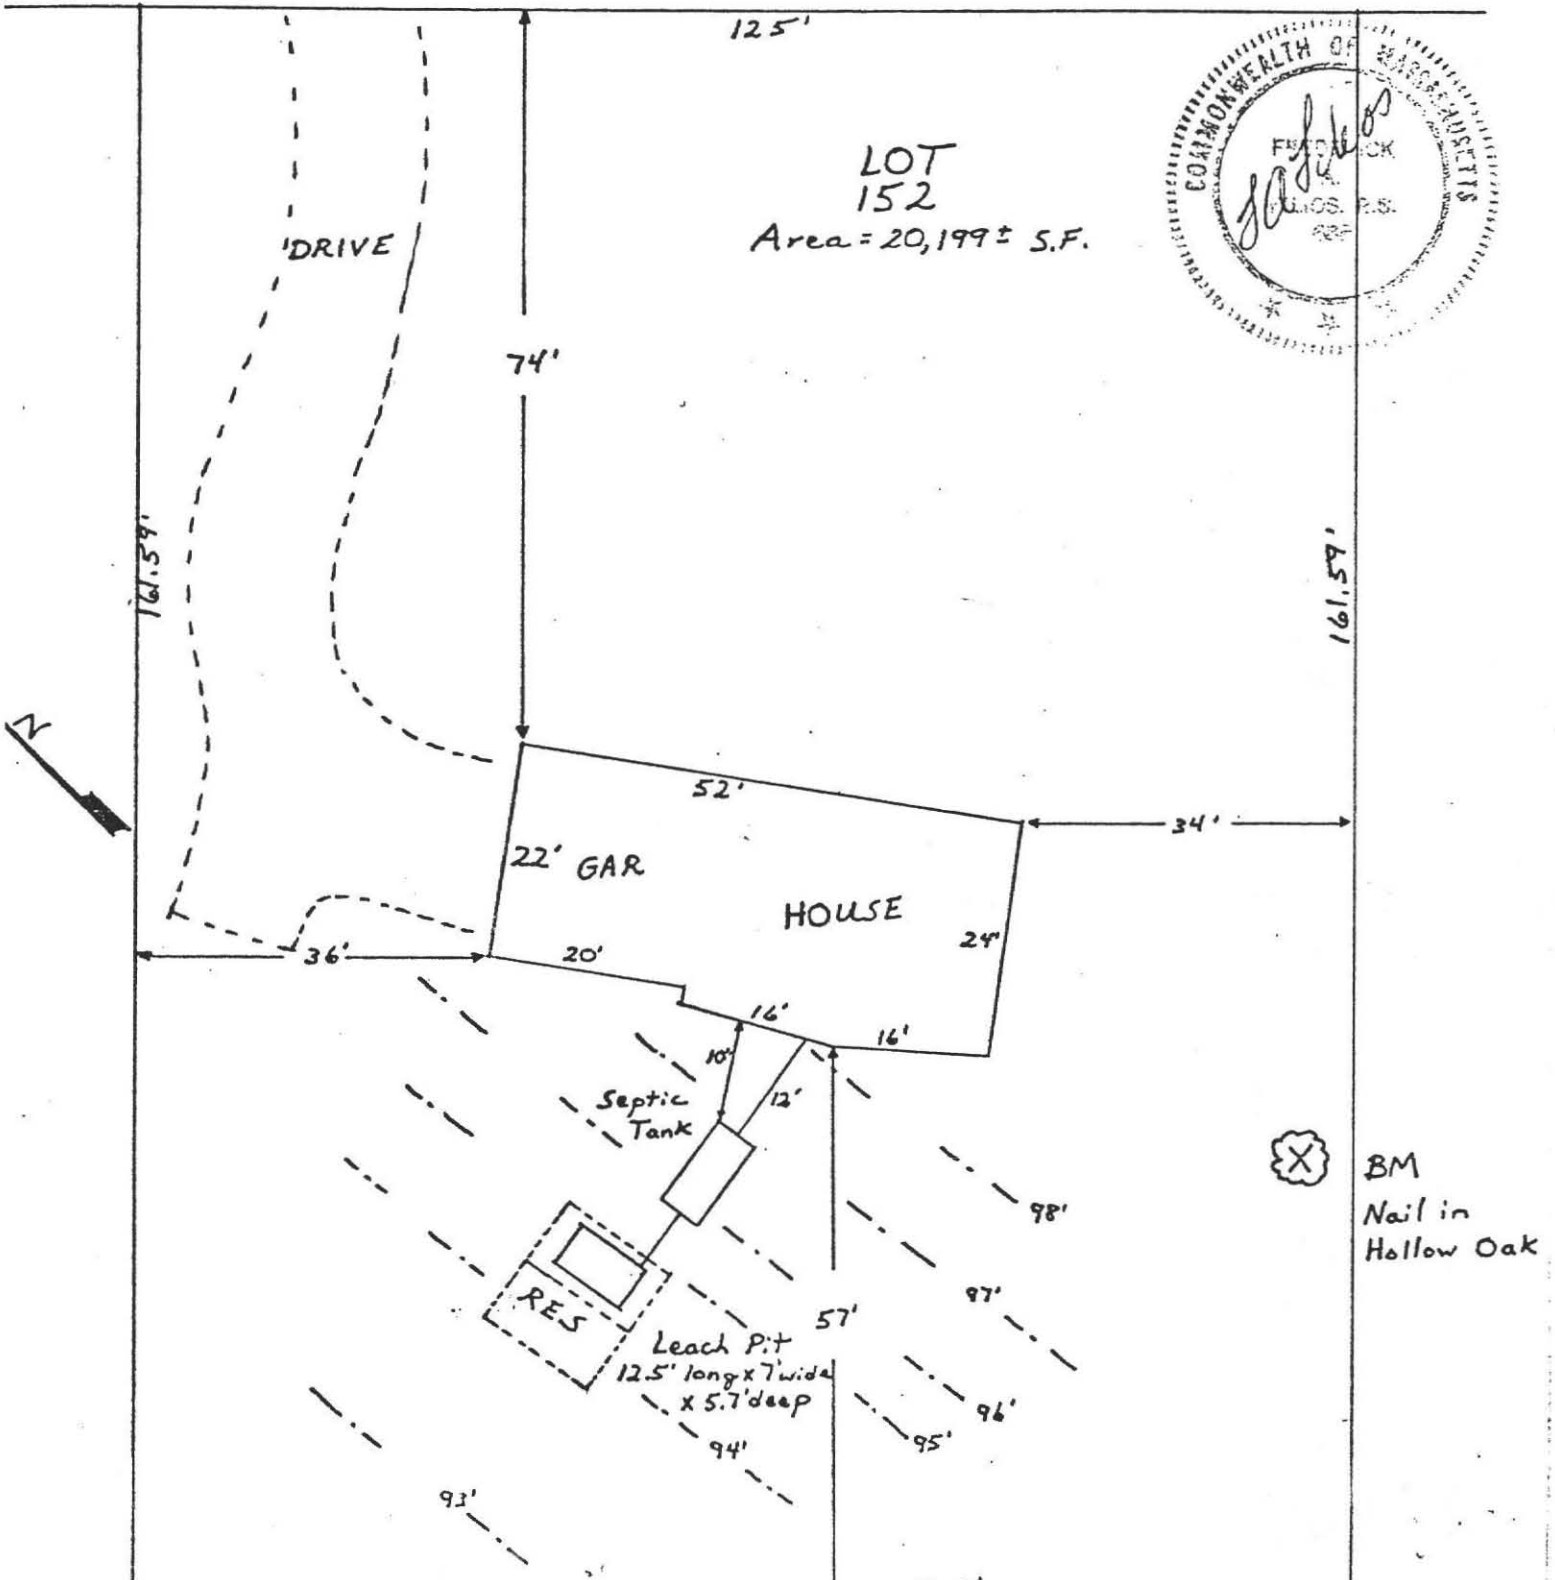 125'
COMMONWEALTH OF MASSACHUSETTS
LOT
152
Area = 20,199± S.F.
DRIVE
74'
161.59'
161.59'
N
52'
34'
22'
GAR
HOUSE
24'
36'
20'
16'
16'
10'
12'
Septic
Tank
BM
Nail in
Hollow Oak
98'
97'
RES
57'
Leach Pit
12.5' long x 7' wide
x 5.7' deep
96'
95'
94'
93'